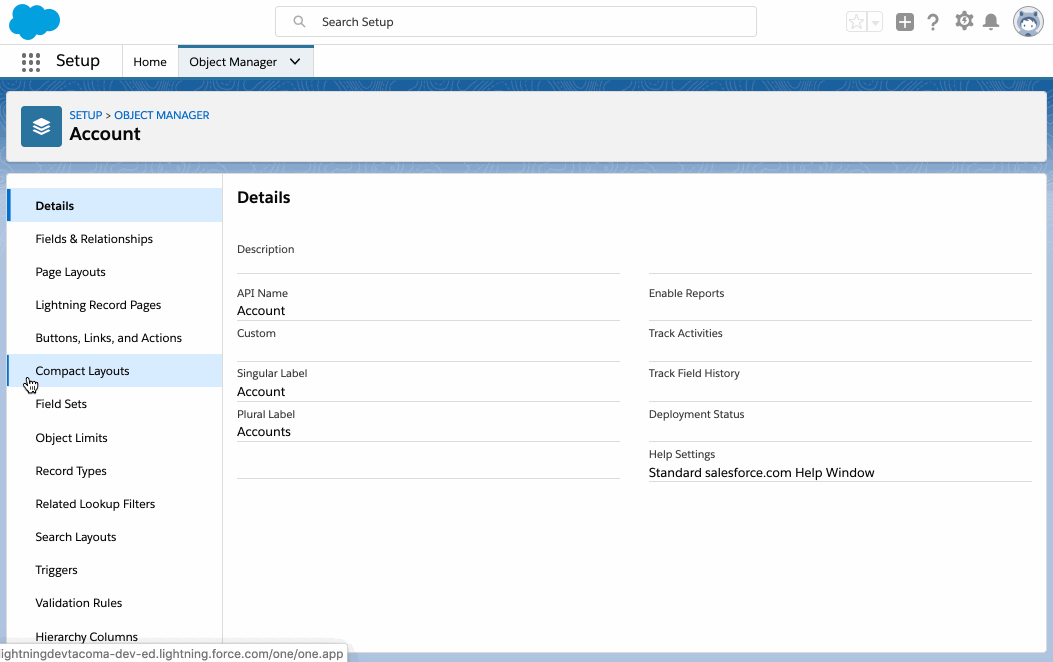 Search Setup
Setup
Home
Object Manager
SETUP > OBJECT MANAGER
Account
Details
Fields & Relationships
Page Layouts
Lightning Record Pages
Buttons, Links, and Actions
Compact Layouts
Field Sets
Object Limits
Record Types
Related Lookup Filters
Search Layouts
Triggers
Validation Rules
Hierarchy Columns
Details
Description
API Name
Account
Custom
Singular Label
Account
Plural Label
Accounts
Enable Reports
Track Activities
Track Field History
Deployment Status
Help Settings
Standard salesforce.com Help Window
lightningdevtacoma-dev-ed.lightning.force.com/one/one.app